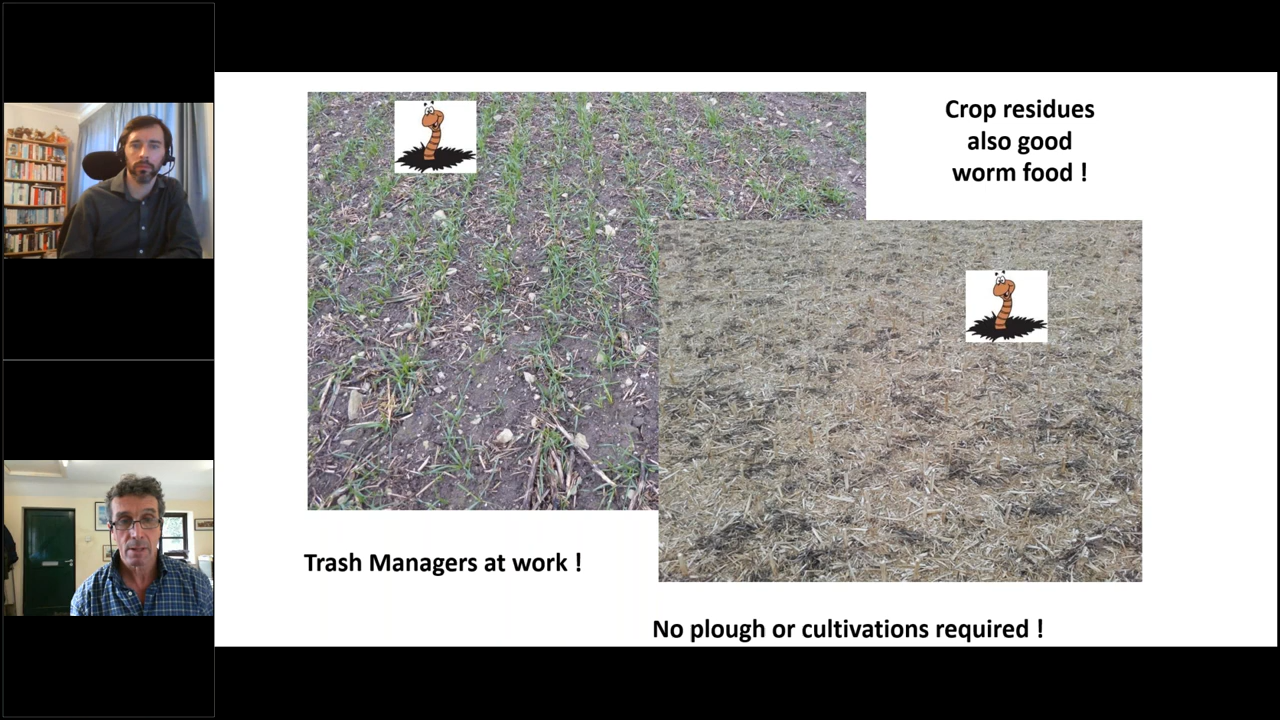 Crop residues
also good
worm food !
Trash Managers at work !
No plough or cultivations required !